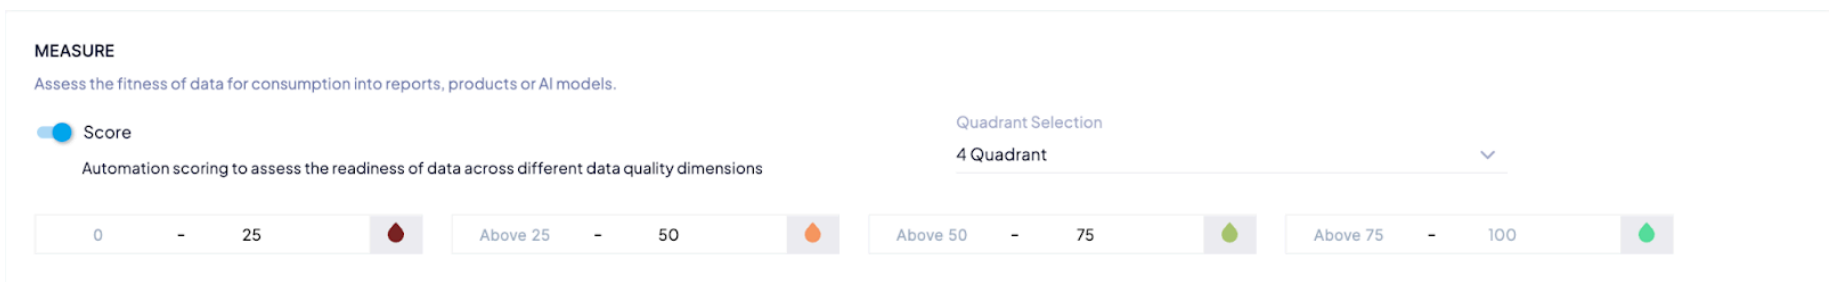 MEASURE
Assess the fitness of data for consumption into reports, products or AI models.
Score
Automation scoring to assess the readiness of data across different data quality dimensions
Quadrant Selection
4 Quadrant
0 - 25
Above 25 - 50
Above 50 - 75
Above 75 - 100